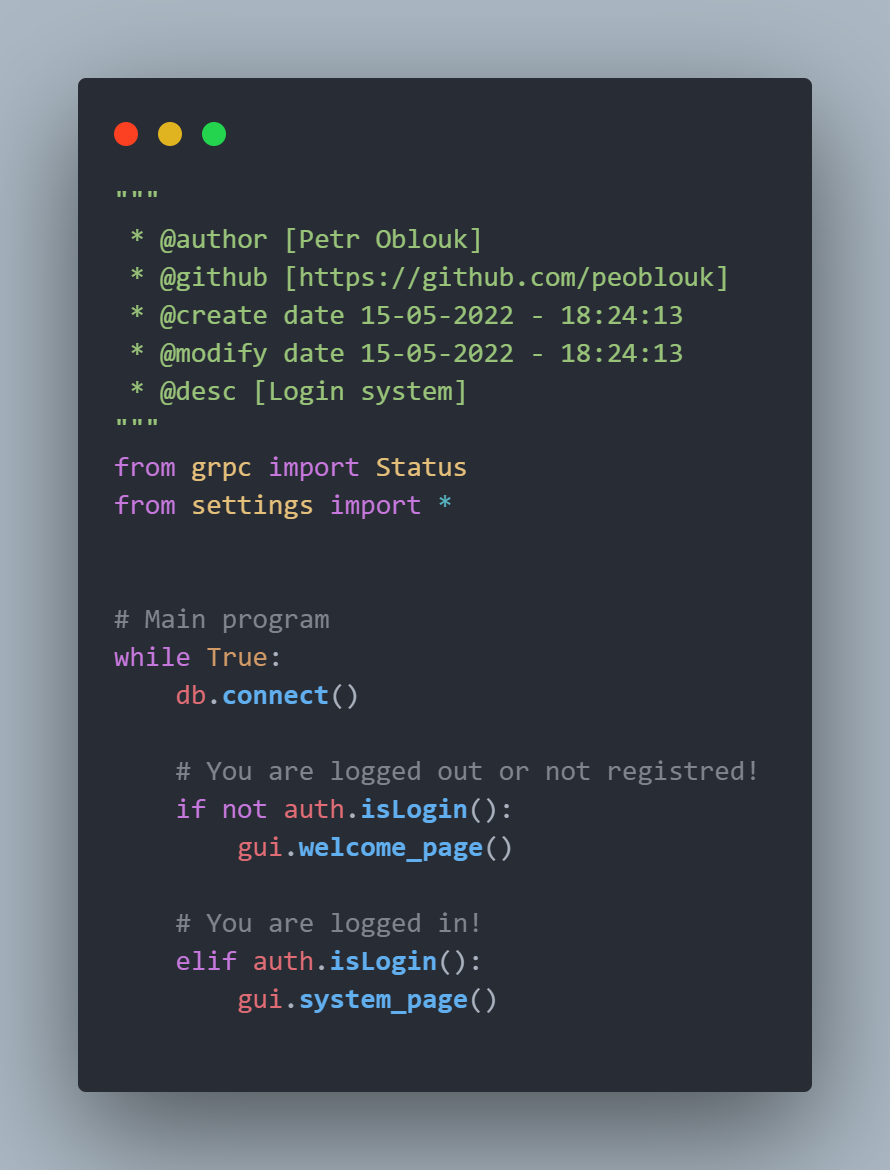 """
 * @author [Petr Oblouk]
 * @github [https://github.com/peoblouk]
 * @create date 15-05-2022 - 18:24:13
 * @modify date 15-05-2022 - 18:24:13
 * @desc [Login system]
"""
from grpc import Status
from settings import *
# Main program
while True:
    db.connect()
    # You are logged out or not registred!
    if not auth.isLogin():
        gui.welcome_page()
    # You are logged in!
    elif auth.isLogin():
        gui.system_page()